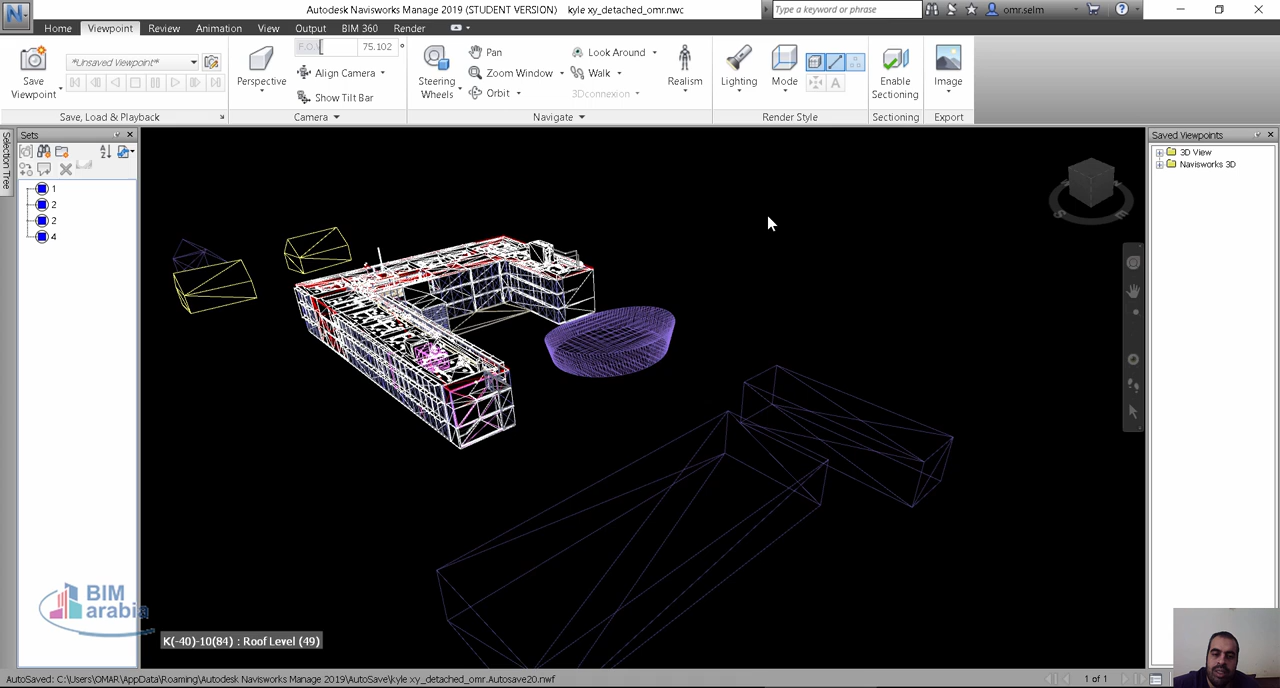 Autodesk Navisworks Manage 2019 (STUDENT VERSION) kyle xy_detached_omr.nwc
Type a keyword or phrase
omr.selm
Home Viewpoint Review Animation View Output BIM 360 Render
Save Viewpoint
*Unsaved Viewpoint*
Save, Load & Playback
Perspective
F.O.V. 75.102 °
Align Camera
Show Tilt Bar
Camera
Steering Wheels
Pan
Zoom Window
Orbit
Look Around
Walk
3Dconnexion
Navigate
Realism
Lighting
Mode
Render Style
Enable Sectioning
Sectioning
Image
Export
Selection Tree
Sets
1
2
2
4
Saved Viewpoints
3D View
Navisworks 3D
S E
BIM
arabia
K(-40)-10(84) : Roof Level (49)
AutoSaved: C:\Users\OMAR\AppData\Roaming\Autodesk Navisworks Manage 2019\AutoSave\kyle xy_detached_omr.Autosave20.nwf
1 of 1